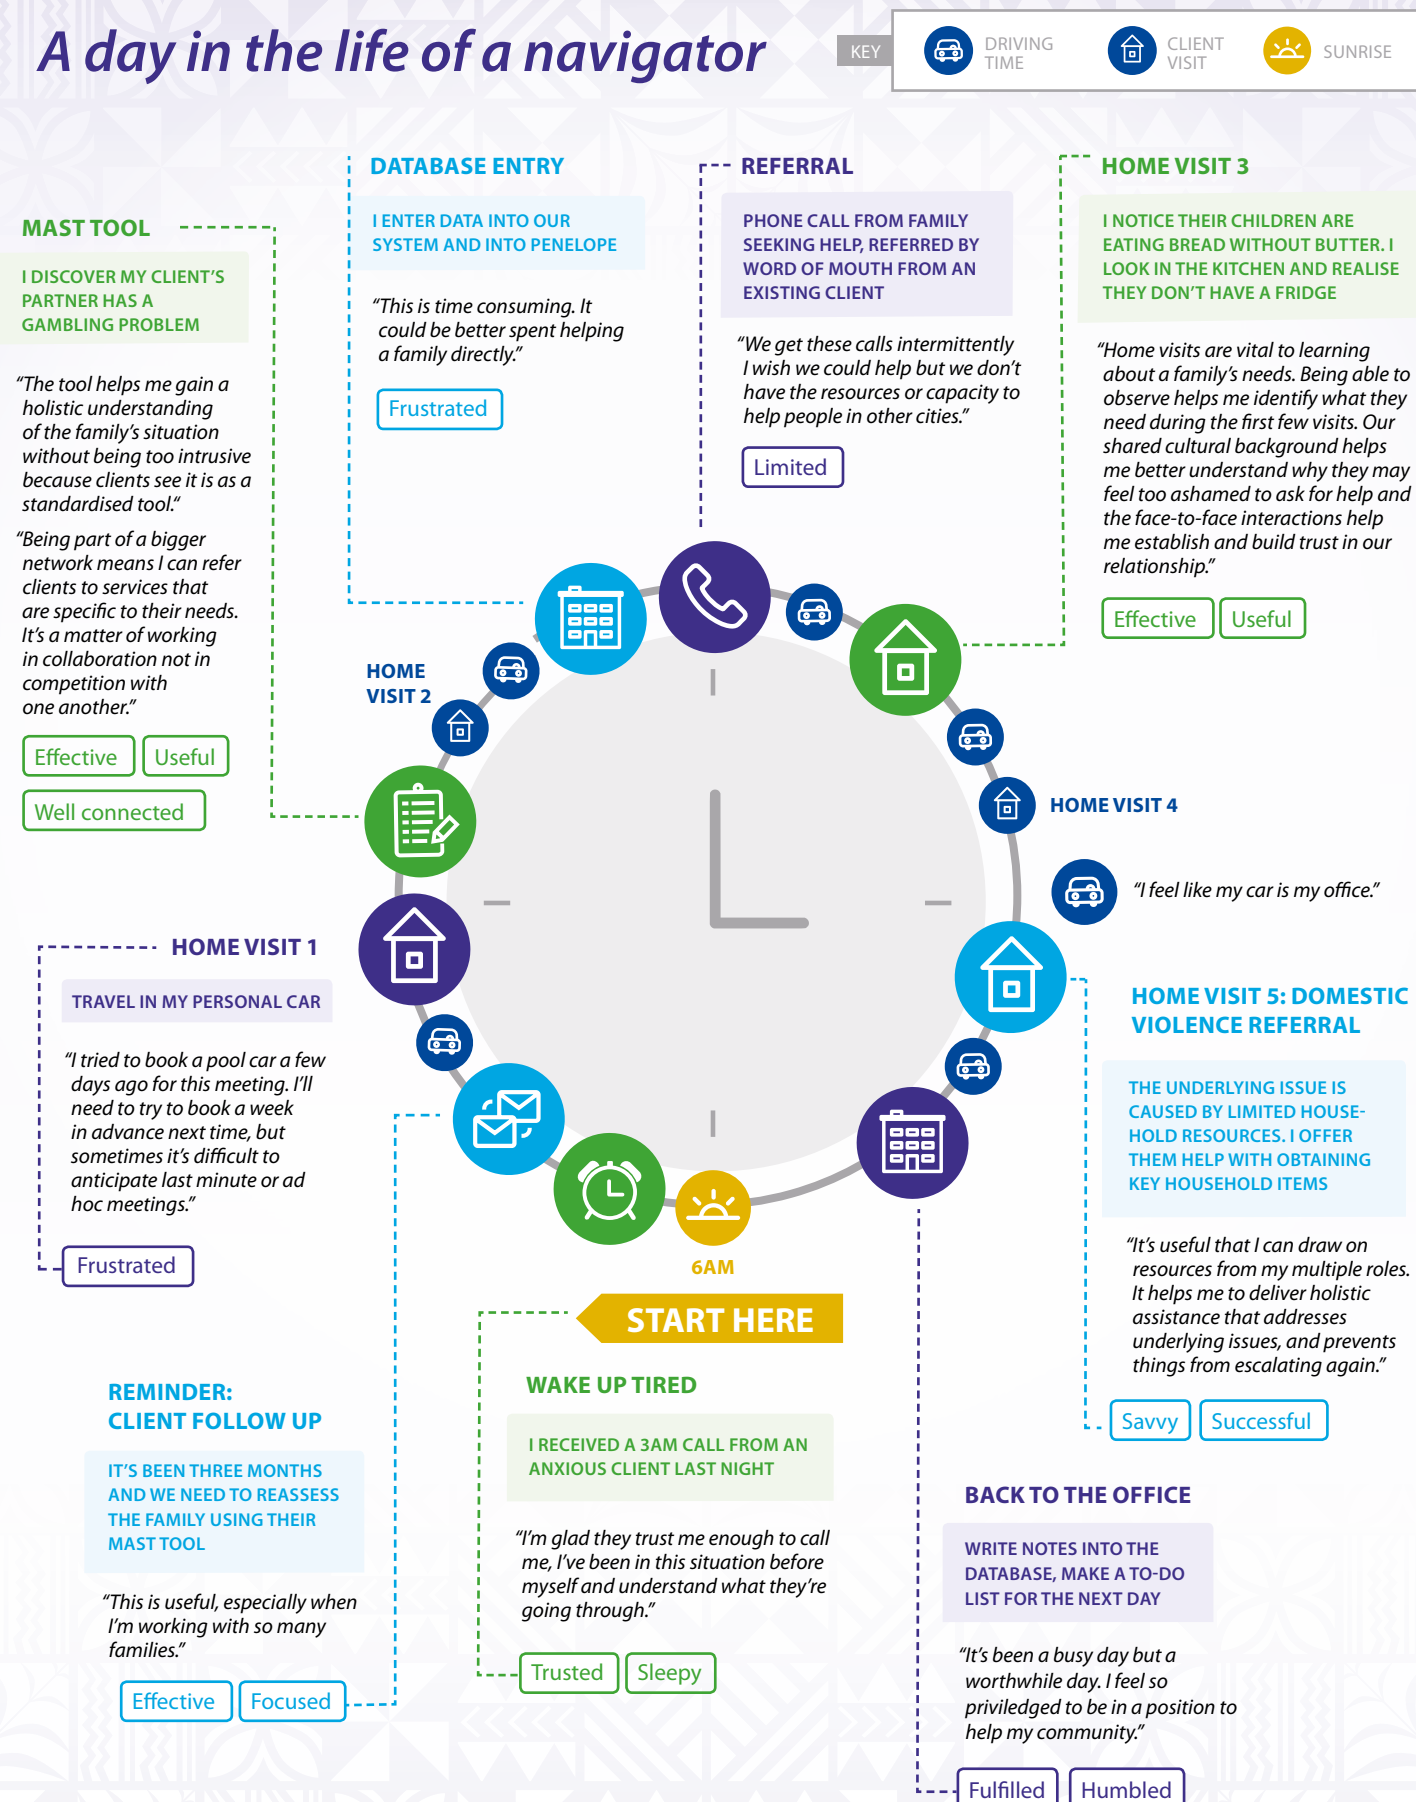 A day in the life of a navigator
KEY
DRIVING
TIME
CLIENT
VISIT
SUNRISE
MAST TOOL
I DISCOVER MY CLIENT'S
PARTNER HAS A
GAMBLING PROBLEM
“The tool helps me gain a
holistic understanding
of the family’s situation
without being too intrusive
because clients see it is as a
standardised tool.“
“Being part of a bigger
network means I can refer
clients to services that
are specific to their needs.
It’s a matter of working
in collaboration not in
competition with
one another.”
Effective
Useful
Well connected
DATABASE ENTRY
I ENTER DATA INTO OUR
SYSTEM AND INTO PENELOPE
“This is time consuming. It
could be better spent helping
a family directly.”
Frustrated
REFERRAL
PHONE CALL FROM FAMILY
SEEKING HELP, REFERRED BY
WORD OF MOUTH FROM AN
EXISTING CLIENT
“We get these calls intermittently
I wish we could help but we don’t
have the resources or capacity to
help people in other cities.”
Limited
HOME VISIT 3
I NOTICE THEIR CHILDREN ARE
EATING BREAD WITHOUT BUTTER. I
LOOK IN THE KITCHEN AND REALISE
THEY DON’T HAVE A FRIDGE
“Home visits are vital to learning
about a family’s needs. Being able to
observe helps me identify what they
need during the first few visits. Our
shared cultural background helps
me better understand why they may
feel too ashamed to ask for help and
the face-to-face interactions help
me establish and build trust in our
relationship.”
Effective
Useful
HOME
VISIT 2
HOME VISIT 4
“I feel like my car is my office.”
HOME VISIT 1
TRAVEL IN MY PERSONAL CAR
“I tried to book a pool car a few
days ago for this meeting. I’ll
need to try to book a week
in advance next time, but
sometimes it’s difficult to
anticipate last minute or ad
hoc meetings.”
Frustrated
HOME VISIT 5: DOMESTIC
VIOLENCE REFERRAL
THE UNDERLYING ISSUE IS
CAUSED BY LIMITED HOUSE-
HOLD RESOURCES. I OFFER
THEM HELP WITH OBTAINING
KEY HOUSEHOLD ITEMS
“It’s useful that I can draw on
resources from my multiple roles.
It helps me to deliver holistic
assistance that addresses
underlying issues, and prevents
things from escalating again.”
Savvy
Successful
6AM
START HERE
REMINDER:
CLIENT FOLLOW UP
IT’S BEEN THREE MONTHS
AND WE NEED TO REASSESS
THE FAMILY USING THEIR
MAST TOOL
“This is useful, especially when
I’m working with so many
families.”
Effective
Focused
WAKE UP TIRED
I RECEIVED A 3AM CALL FROM AN
ANXIOUS CLIENT LAST NIGHT
“I’m glad they trust me enough to call
me, I’ve been in this situation before
myself and understand what they’re
going through.”
Trusted
Sleepy
BACK TO THE OFFICE
WRITE NOTES INTO THE
DATABASE, MAKE A TO-DO
LIST FOR THE NEXT DAY
“It’s been a busy day but a
worthwhile day. I feel so
priviledged to be in a position to
help my community.”
Fulfilled
Humbled